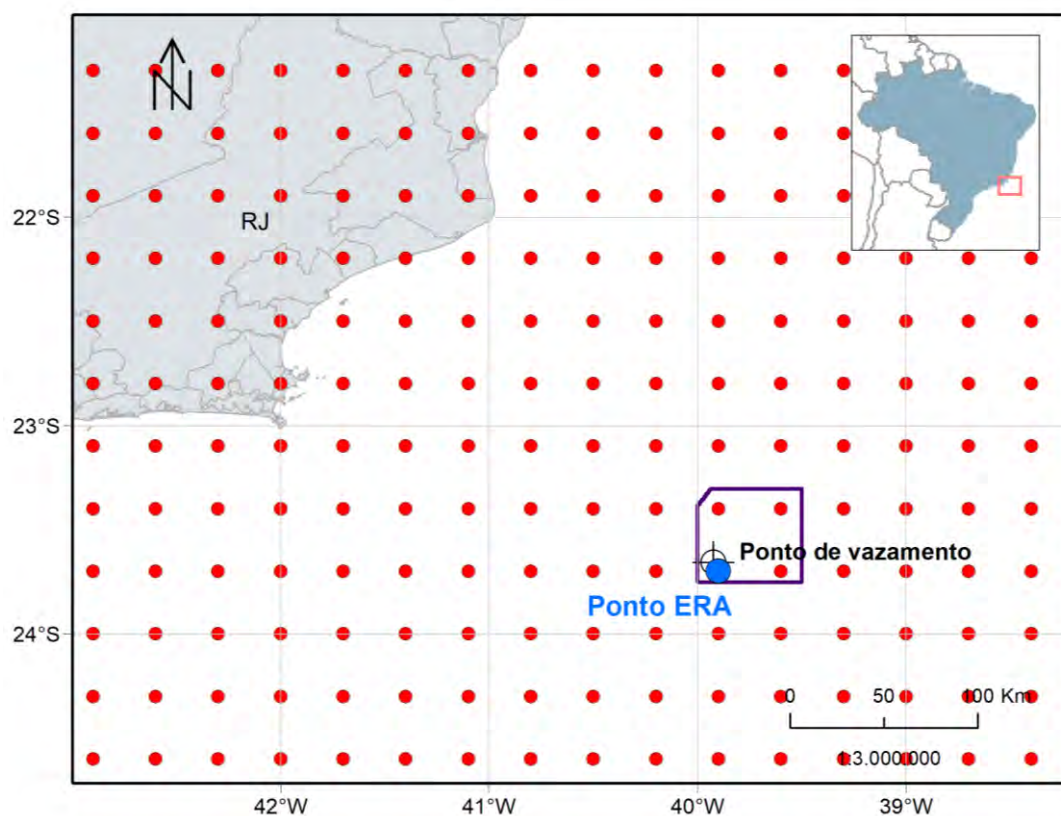 N
22°S
RJ
23°S
Ponto de vazamento
Ponto ERA
24°S
0 50 100 Km
1:3.000.000
42°W 41°W 40°W 39°W